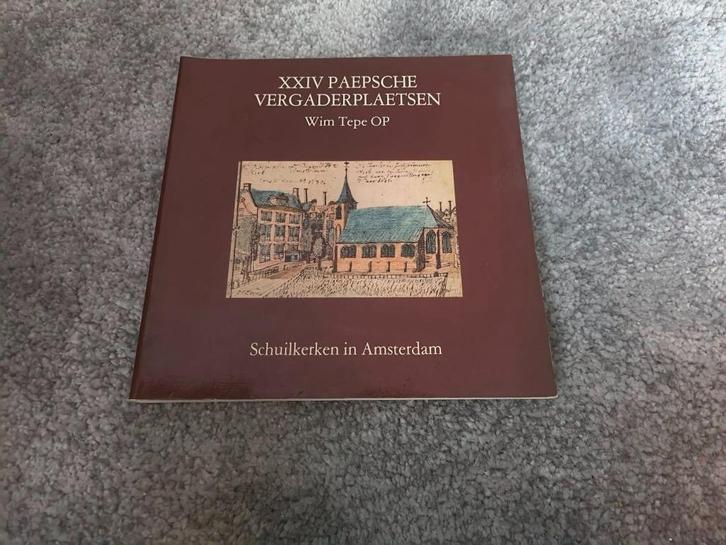 XXIV PAEPSCHE
VERGADERPLAETSEN
Wim Tepe OP
Schuilkerken in Amsterdam